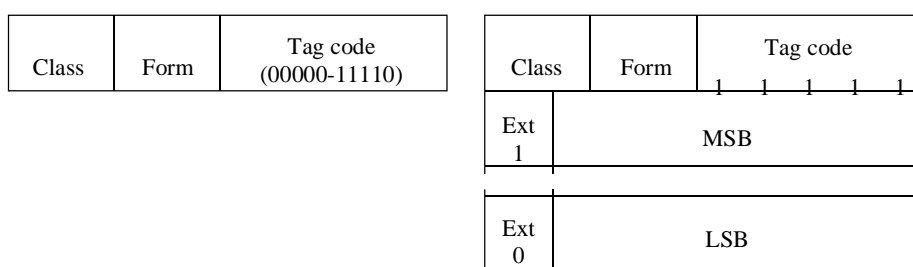 Class Form Tag code
(00000-11110)
Class Form Tag code
1 1 1 1 1
Ext
1
MSB
Ext
0
LSB